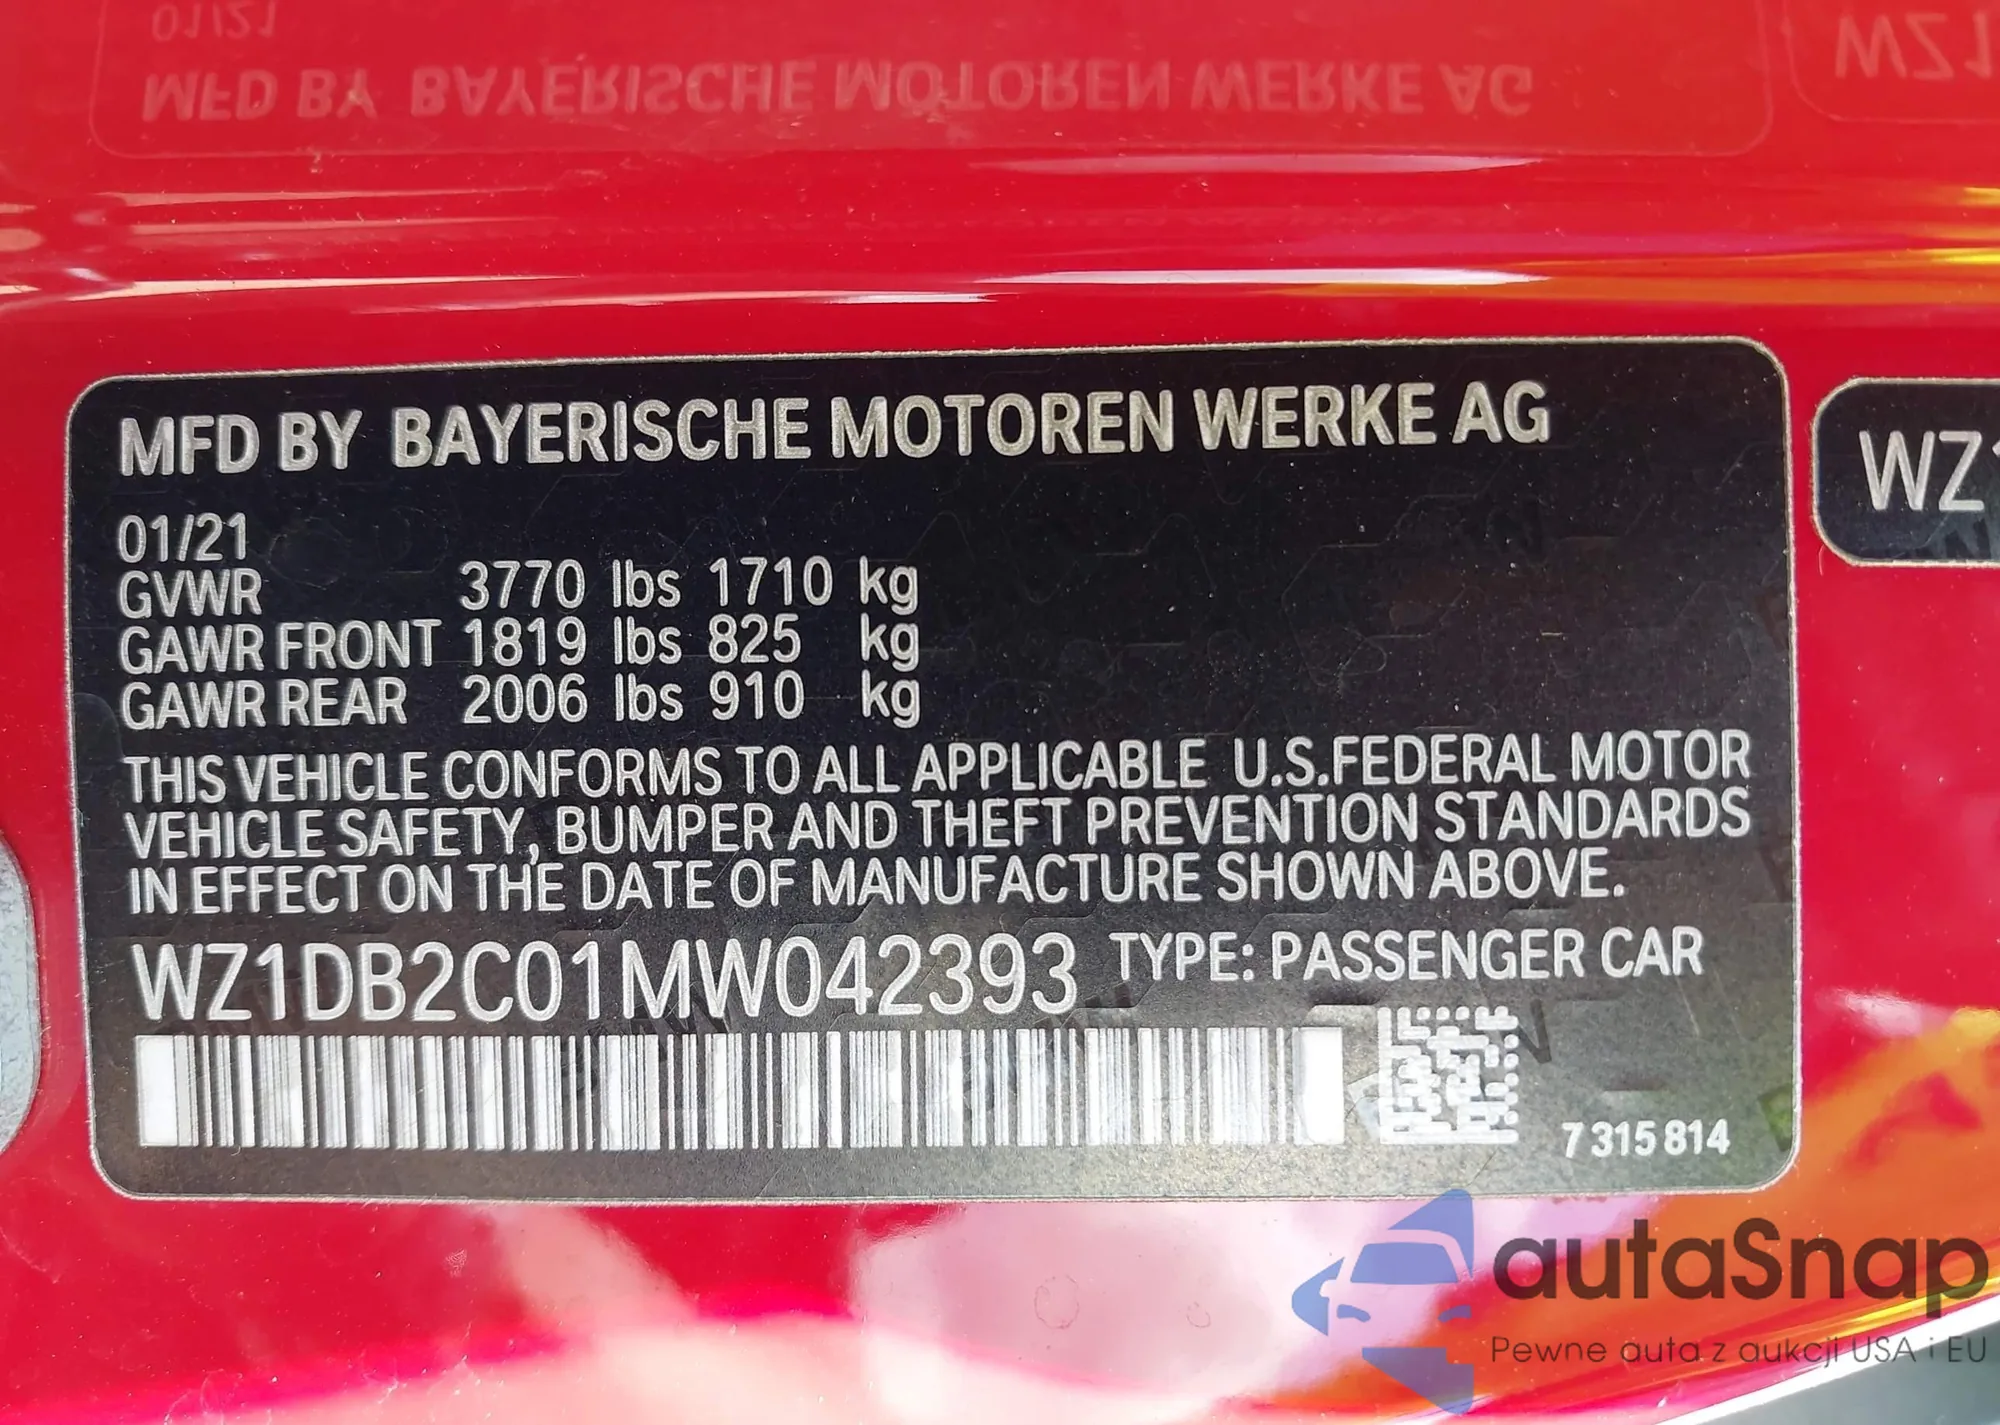 01/21
MFD BY BAYERISCHE MOTOREN WERKE AG
WZ1
MFD BY BAYERISCHE MOTOREN WERKE AG
WZ1
01/21
GVWR 3770 lbs 1710 kg
GAWR FRONT 1819 lbs 825 kg
GAWR REAR 2006 lbs 910 kg
THIS VEHICLE CONFORMS TO ALL APPLICABLE U.S.FEDERAL MOTOR
VEHICLE SAFETY, BUMPER AND THEFT PREVENTION STANDARDS
IN EFFECT ON THE DATE OF MANUFACTURE SHOWN ABOVE.
WZ1DB2C01MW042393 TYPE: PASSENGER CAR
7 315 814
autaSnap
Pewne auta z aukcji USA i EU